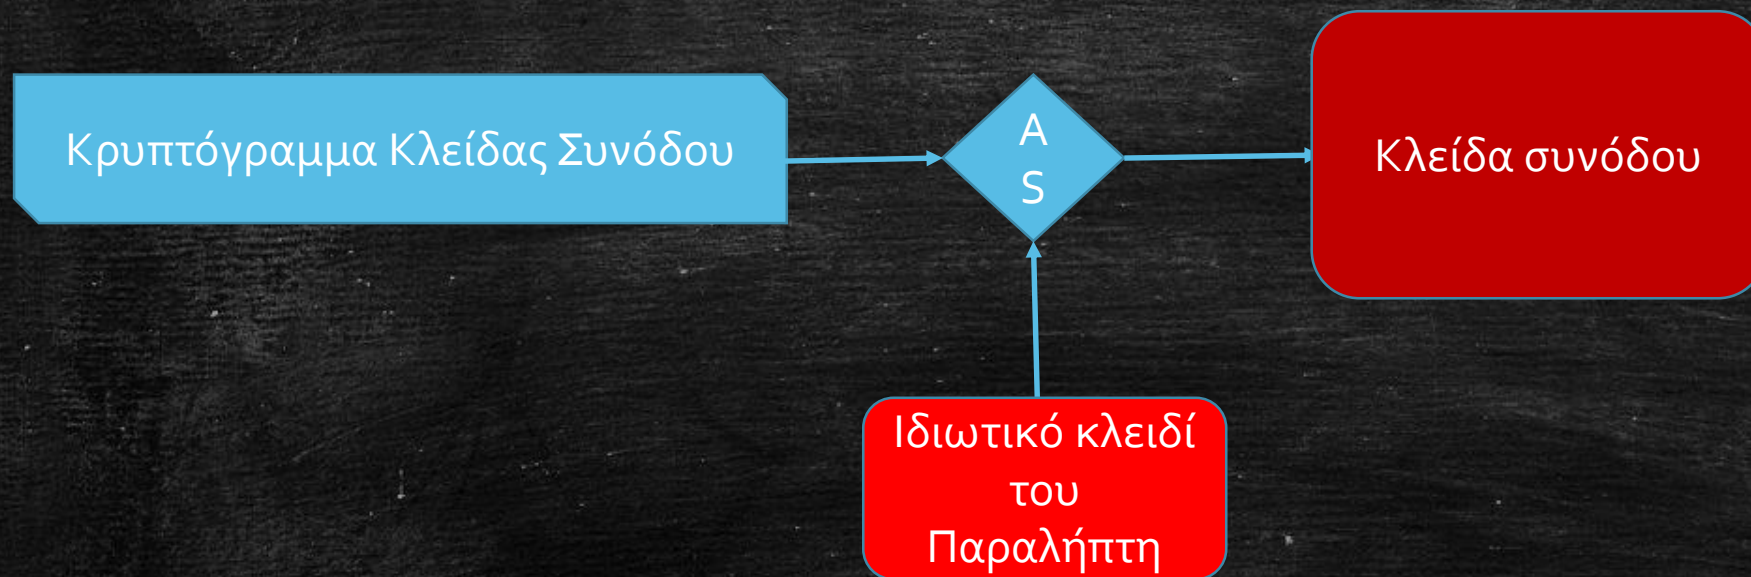 Κρυπτόγραμμα Κλείδας Συνόδου
A
S
Κλείδα συνόδου
Ιδιωτικό κλειδί
του
Παραλήπτη